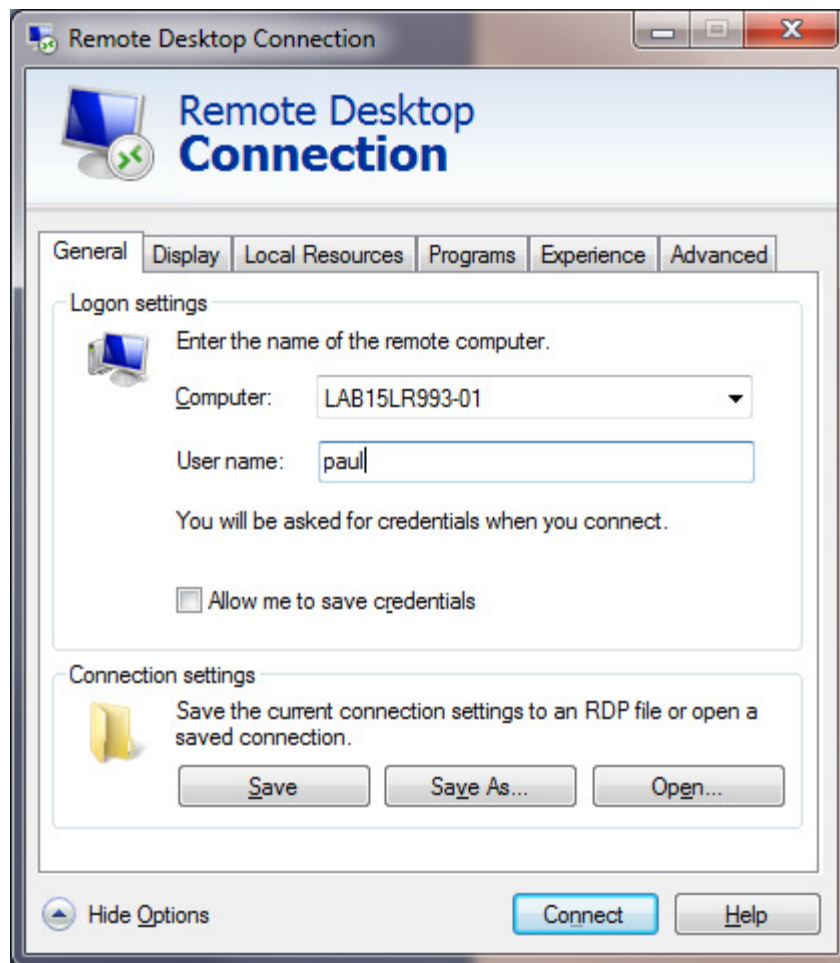 Remote Desktop Connection
Remote Desktop
Connection
General Display Local Resources Programs Experience Advanced
Logon settings
Enter the name of the remote computer.
Computer: LAB15LR993-01
User name: paul
You will be asked for credentials when you connect.
Allow me to save credentials
Connection settings
Save the current connection settings to an RDP file or open a
saved connection.
Save Save As... Open...
Hide Options Connect Help